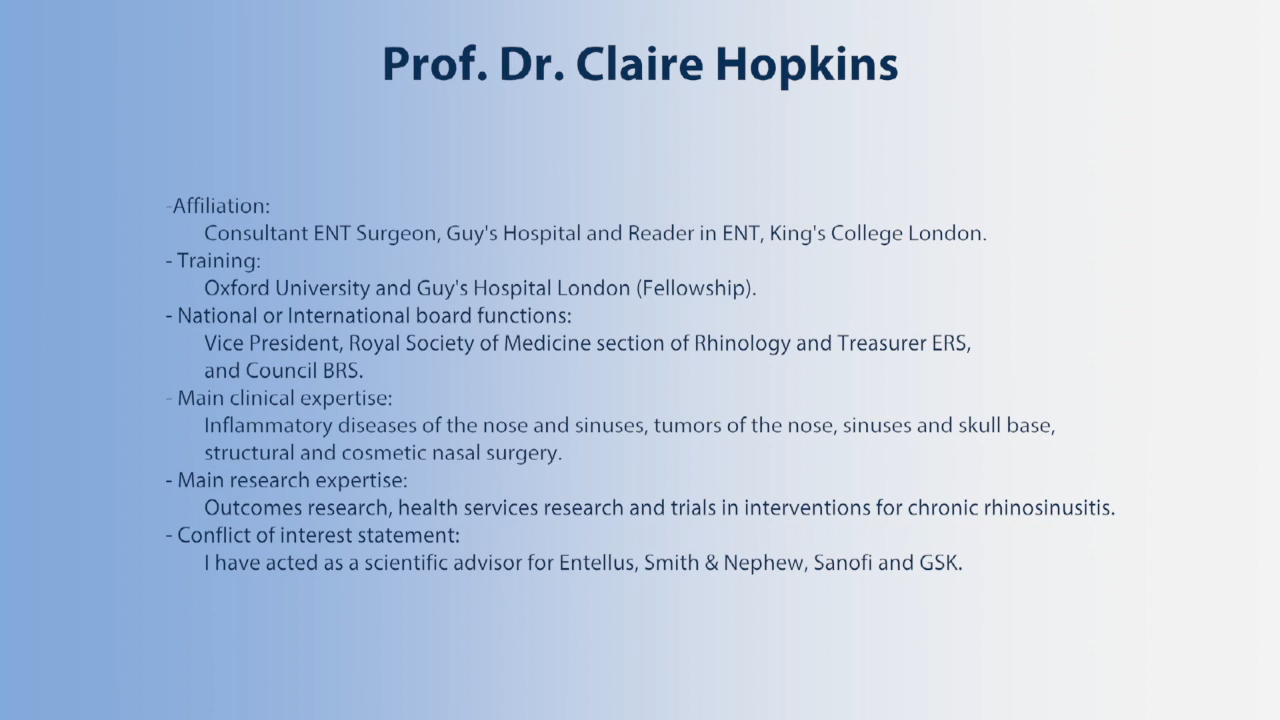 Prof. Dr. Claire Hopkins
-Affiliation:
Consultant ENT Surgeon, Guy's Hospital and Reader in ENT, King's College London.
- Training:
Oxford University and Guy's Hospital London (Fellowship).
- National or International board functions:
Vice President, Royal Society of Medicine section of Rhinology and Treasurer ERS,
and Council BRS.
- Main clinical expertise:
Inflammatory diseases of the nose and sinuses, tumors of the nose, sinuses and skull base,
structural and cosmetic nasal surgery.
- Main research expertise:
Outcomes research, health services research and trials in interventions for chronic rhinosinusitis.
- Conflict of interest statement:
I have acted as a scientific advisor for Entellus, Smith & Nephew, Sanofi and GSK.